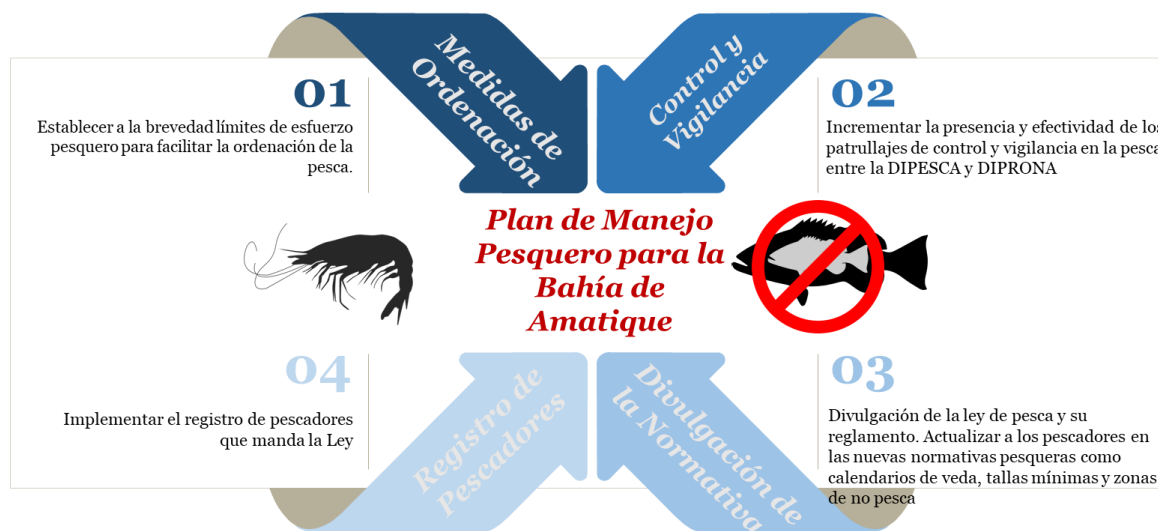 Medidas de
Ordenación
Control y
Vigilancia
01
Establecer a la brevedad límites de esfuerzo
pesquero para facilitar la ordenación de la
pesca.
02
Incrementar la presencia y efectividad de los
patrullajes de control y vigilancia en la pesca
entre la DIPESCA y DIPRONA
Plan de Manejo
Pesquero para la
Bahía de
Amatique
04
Implementar el registro de pescadores
que manda la Ley
Registro de
Pescadores
Divulgación de
la Normativa
03
Divulgación de la ley de pesca y su
reglamento. Actualizar a los pescadores en
las nuevas normativas pesqueras como
calendarios de veda, tallas mínimas y zonas
de no pesca